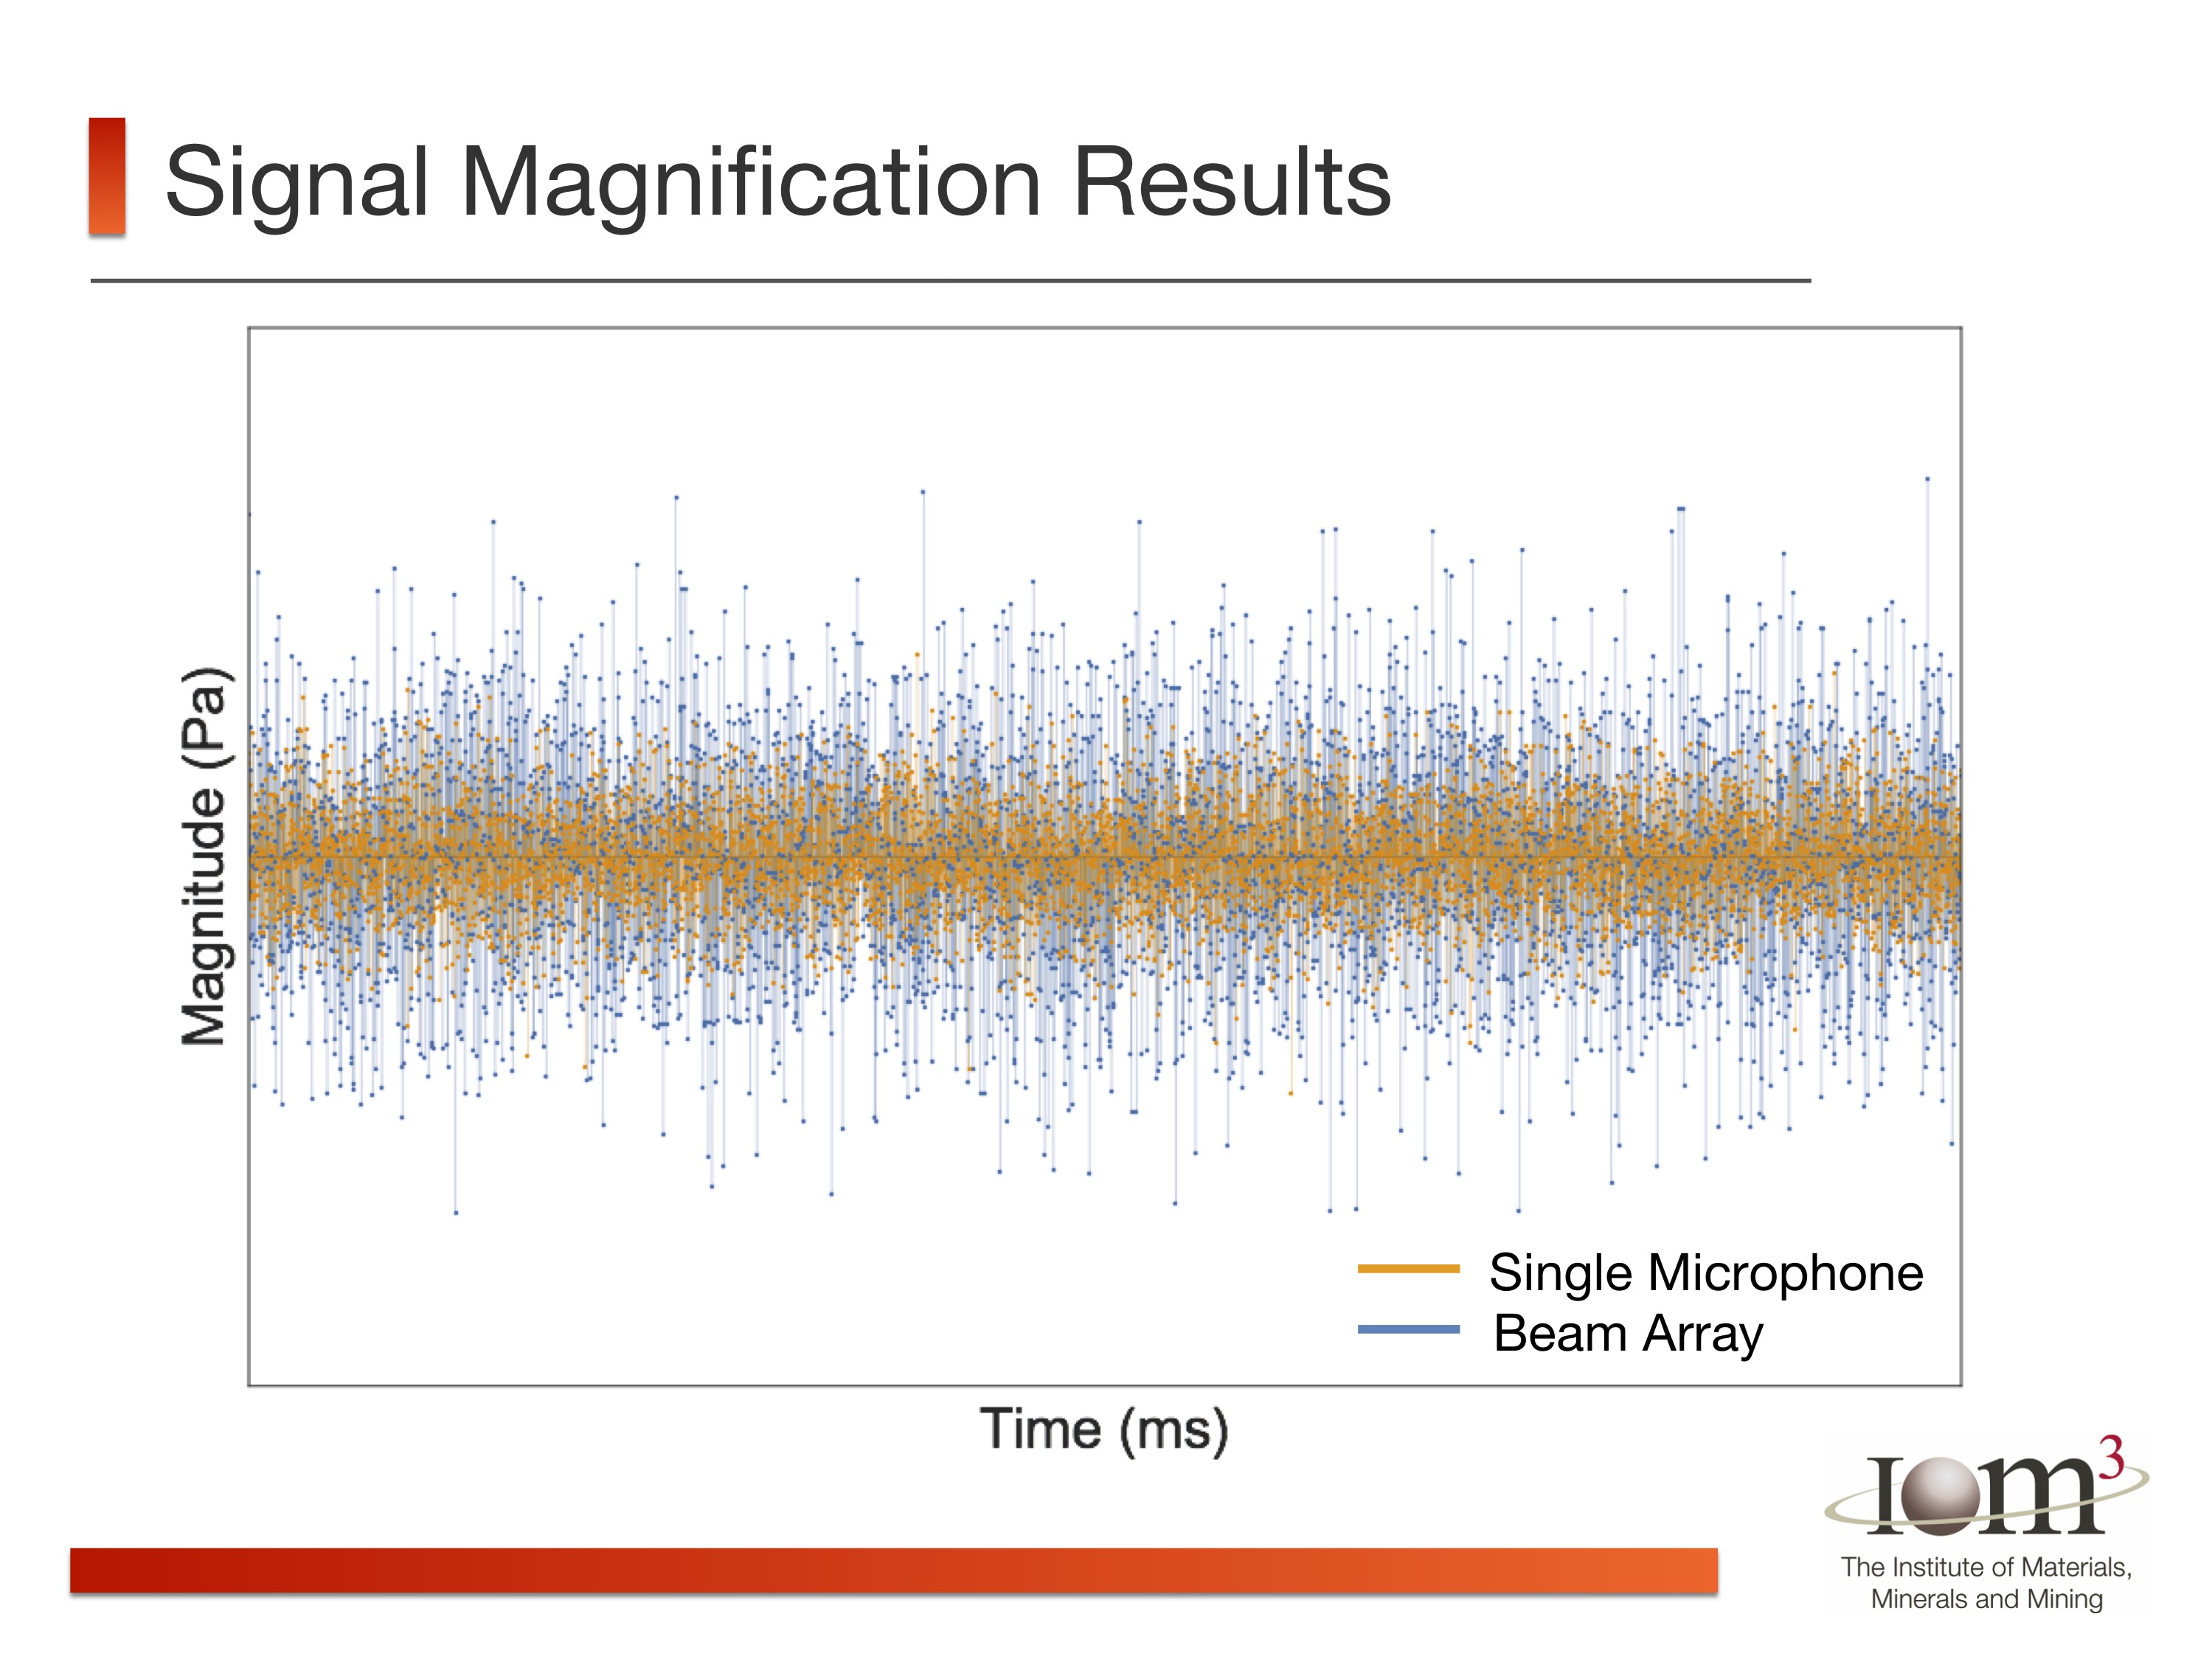 Signal Magnification Results
Magnitude (Pa)
Single Microphone
Beam Array
Time (ms)
IOm3
The Institute of Materials,
Minerals and Mining